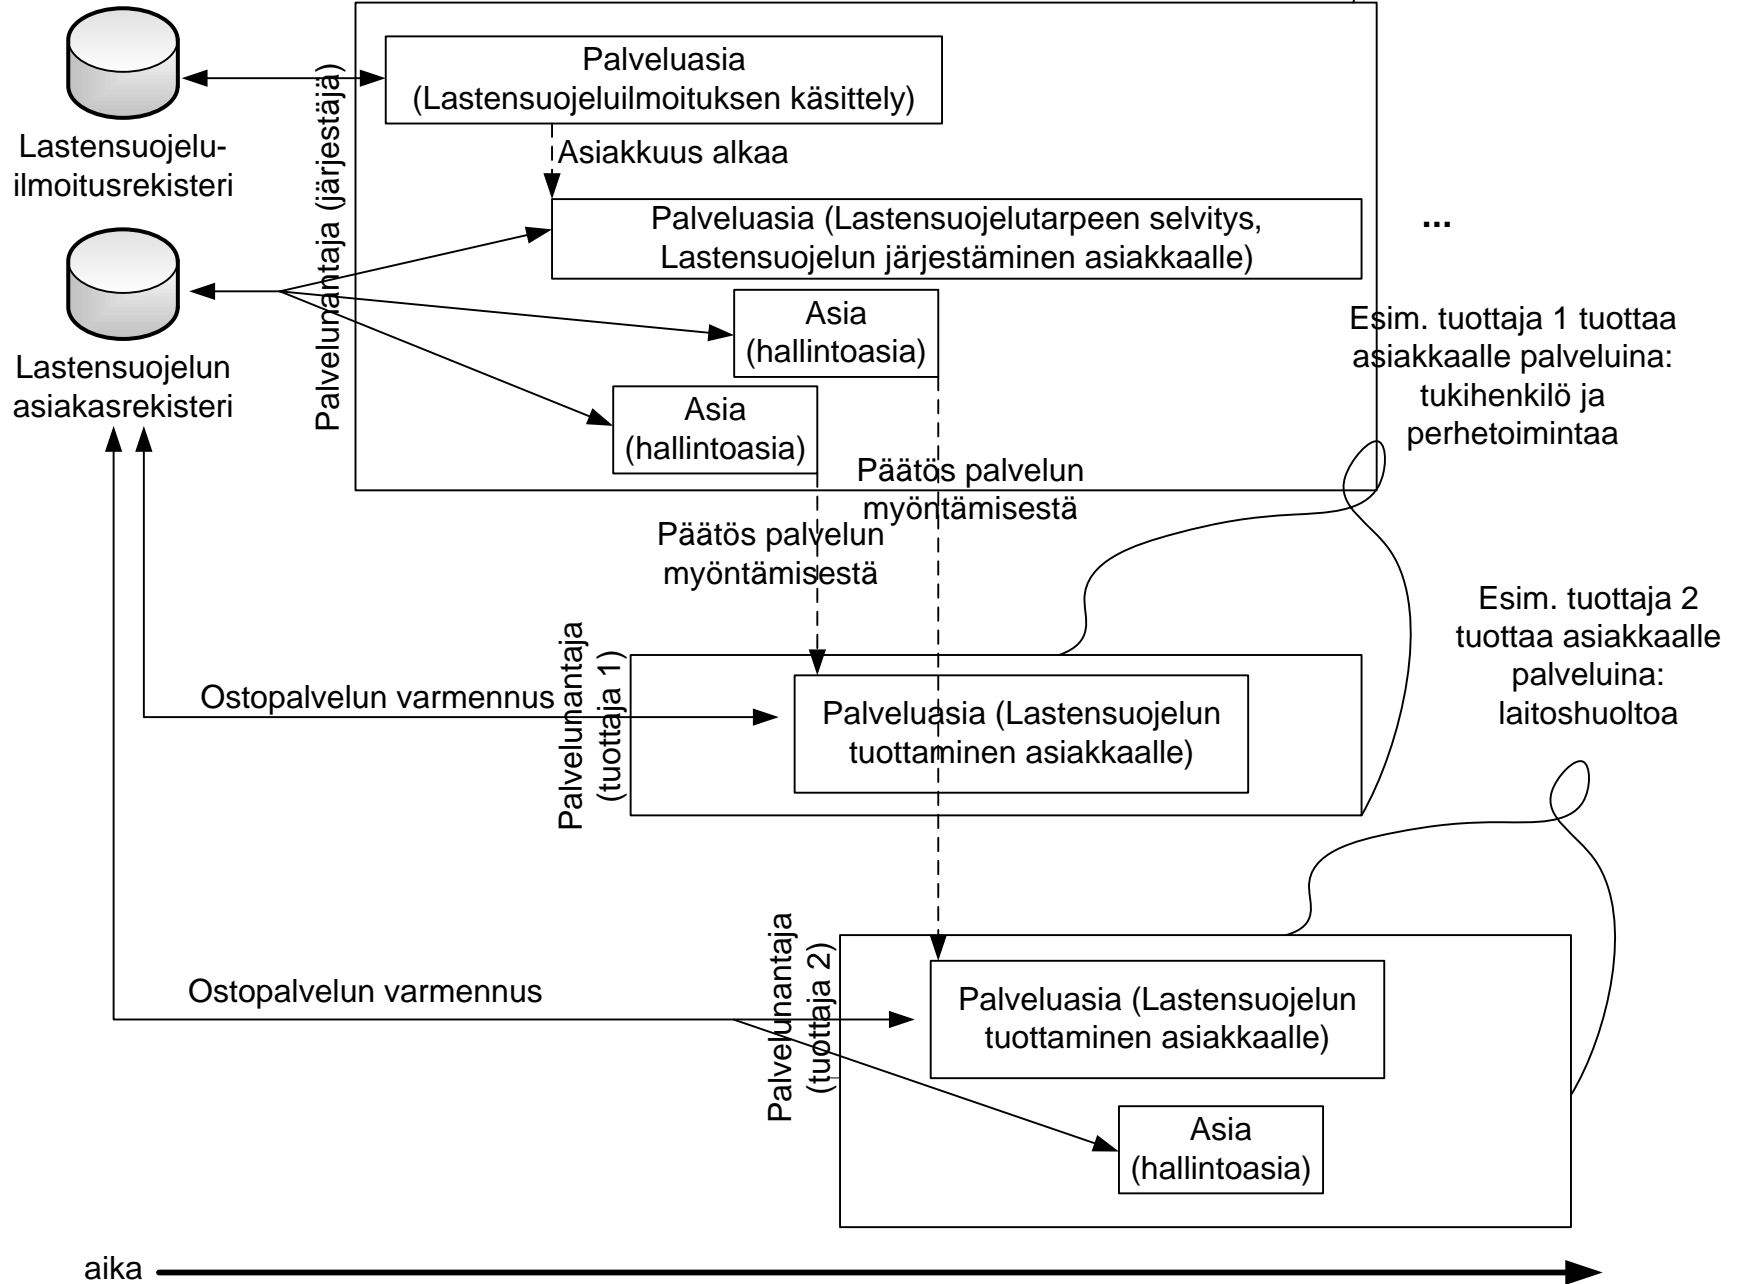 Lastensuojelu-
ilmoitusrekisteri
Lastensuojelun
asiakasrekisteri
Palvelunantaja (järjestäjä)
Palveluasia
(Lastensuojeluilmoituksen käsittely)
Asiakkuus alkaa
Palveluasia (Lastensuojelutarpeen selvitys,
Lastensuojelun järjestäminen asiakkaalle)
...
Asia
(hallintoasia)
Asia
(hallintoasia)
Esim. tuottaja 1 tuottaa
asiakkaalle palveluina:
tukihenkilö ja
perhetoimintaa
Päätös palvelun
myöntämisestä
Päätös palvelun
myöntämisestä
Esim. tuottaja 2
tuottaa asiakkaalle
palveluina:
laitoshuoltoa
Ostopalvelun varmennus
Palvelunantaja
(tuottaja 1)
Palveluasia (Lastensuojelun
tuottaminen asiakkaalle)
Ostopalvelun varmennus
Palvelunantaja
(tuottaja 2)
Palveluasia (Lastensuojelun
tuottaminen asiakkaalle)
Asia
(hallintoasia)
aika